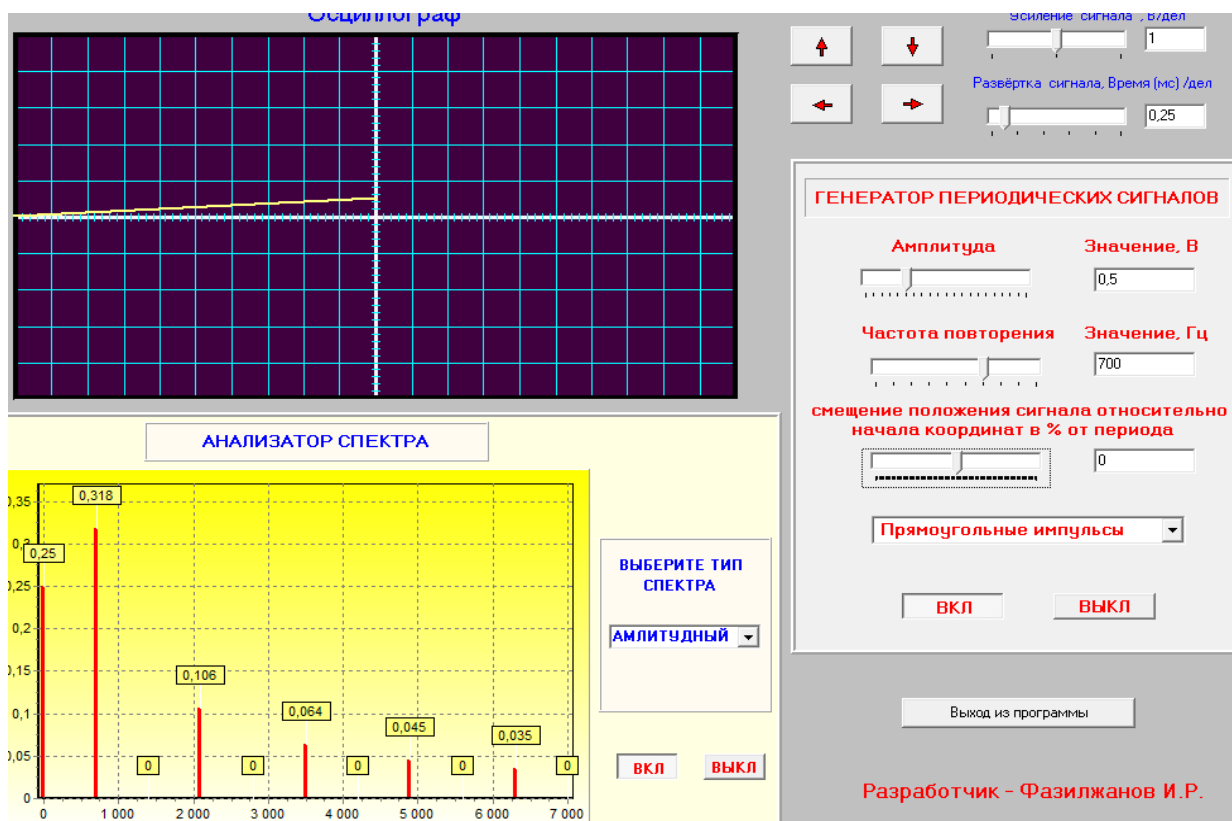 Осциллограф
Усиление сигнала , В/дел
1
Развёртка сигнала, Время (мс) /дел
0,25
ГЕНЕРАТОР ПЕРИОДИЧЕСКИХ СИГНАЛОВ
Амплитуда
Значение, В
0,5
Частота повторения
Значение, Гц
700
смещение положения сигнала относительно
начала координат в % от периода
0
Прямоугольные импульсы
ВКЛ
ВЫКЛ
Выход из программы
Разработчик - Фазилжанов И.Р.
АНАЛИЗАТОР СПЕКТРА
0,35
0,3
0,25
0,2
0,15
0,1
0,05
0
0,25
0,318
0
0,106
0
0,064
0
0,045
0
0,035
0
0
1 000
2 000
3 000
4 000
5 000
6 000
7 000
ВЫБЕРИТЕ ТИП
СПЕКТРА
АМЛИТУДНЫЙ
ВКЛ
ВЫКЛ